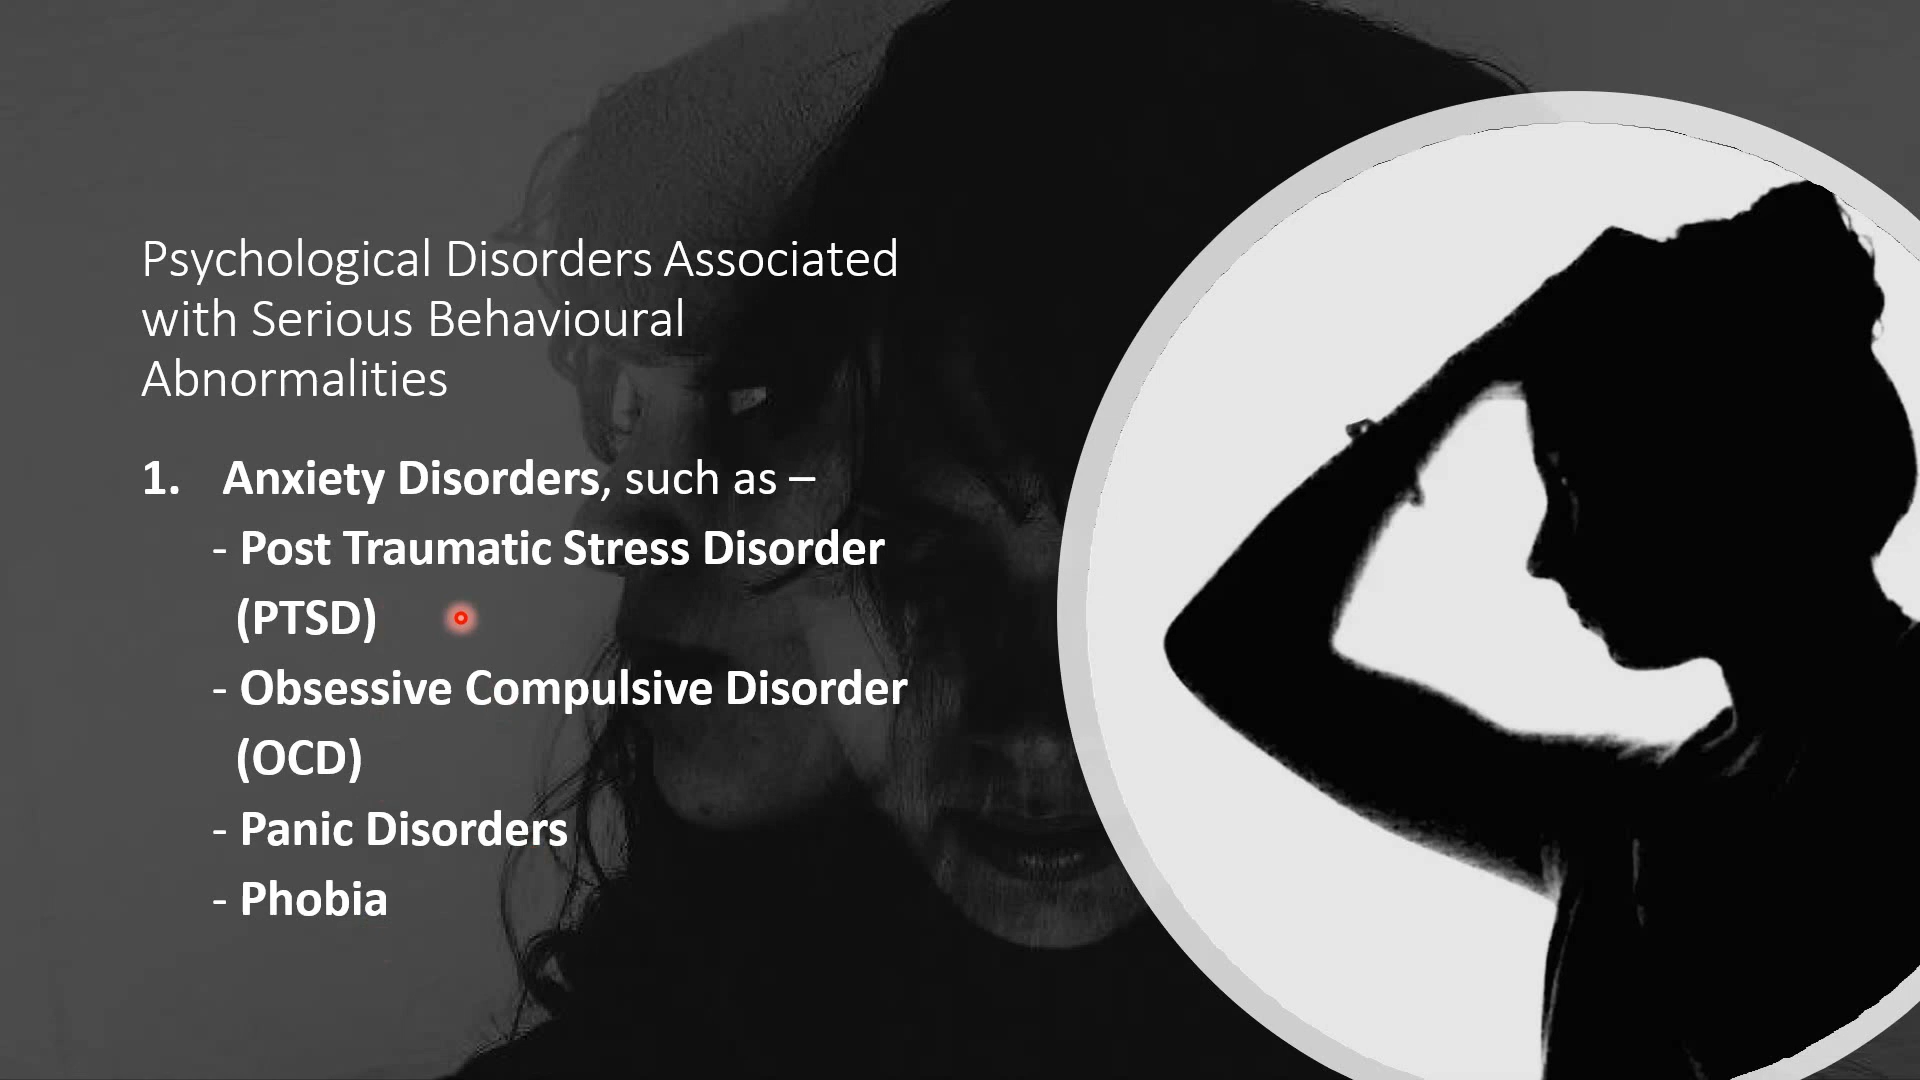 Psychological Disorders Associated
with Serious Behavioural
Abnormalities
1. Anxiety Disorders, such as –
- Post Traumatic Stress Disorder
(PTSD)
- Obsessive Compulsive Disorder
(OCD)
- Panic Disorders
- Phobia